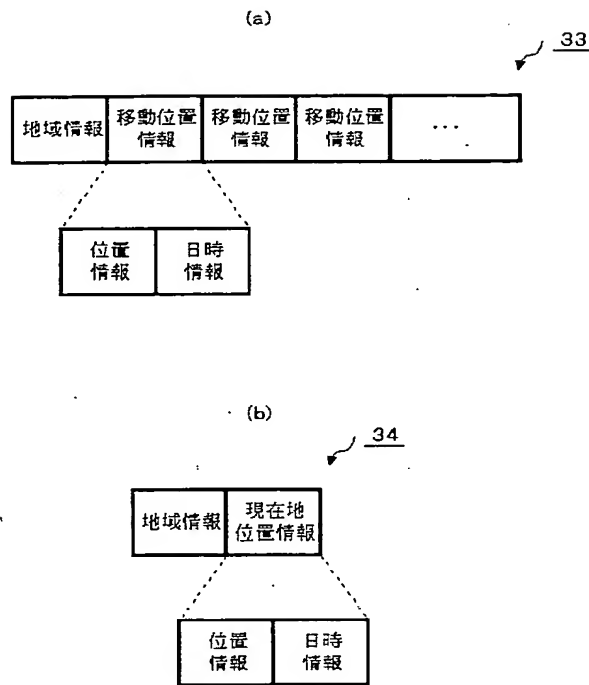 (a)
33
地域情報 移動位置 移動位置 移動位置 ・・・
情報 情報 情報
位置 日時
情報 情報
(b)
34
地域情報 現在地
位置情報
位置 日時
情報 情報